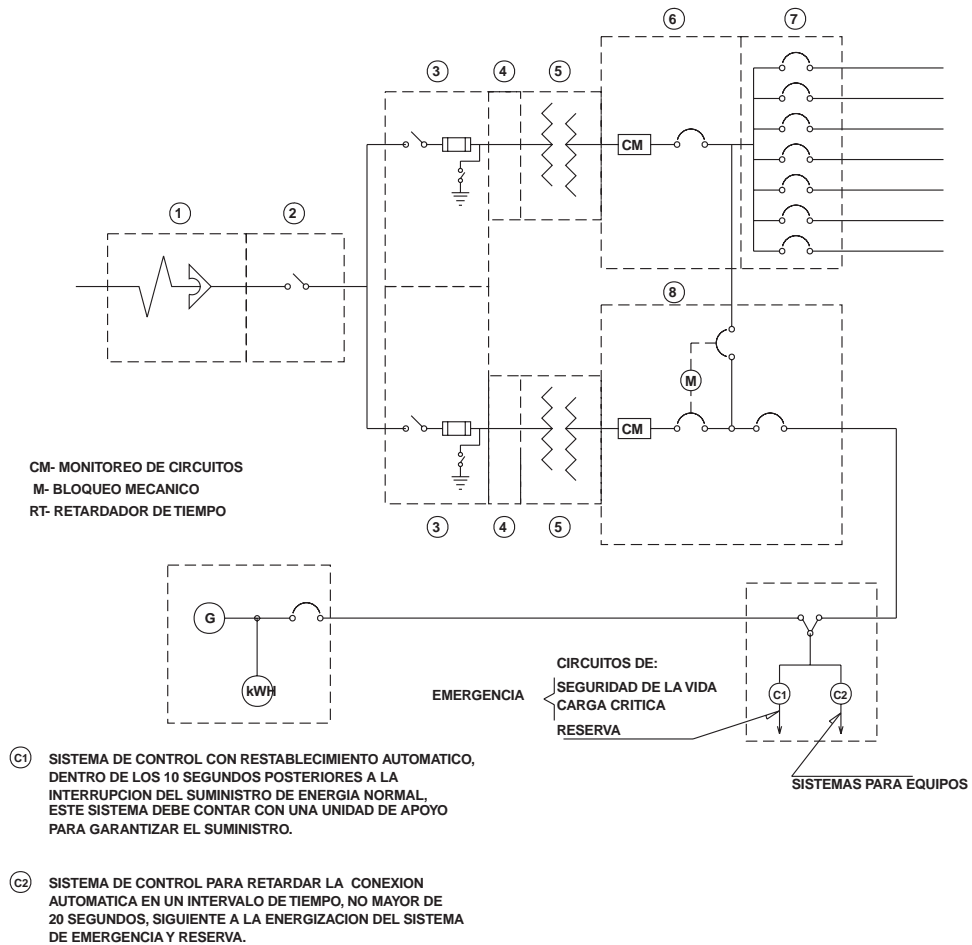 6
7
3
4
5
CM
1
2
8
M
CM
CM- MONITOREO DE CIRCUITOS
M- BLOQUEO MECANICO
RT- RETARDADOR DE TIEMPO
3
4
5
G
kWH
CIRCUITOS DE:
EMERGENCIA
SEGURIDAD DE LA VIDA
CARGA CRITICA
RESERVA
C1
C2
SISTEMAS PARA EQUIPOS
C1 SISTEMA DE CONTROL CON RESTABLECIMIENTO AUTOMATICO,
DENTRO DE LOS 10 SEGUNDOS POSTERIORES A LA
INTERRUPCION DEL SUMINISTRO DE ENERGIA NORMAL,
ESTE SISTEMA DEBE CONTAR CON UNA UNIDAD DE APOYO
PARA GARANTIZAR EL SUMINISTRO.
C2 SISTEMA DE CONTROL PARA RETARDAR LA CONEXION
AUTOMATICA EN UN INTERVALO DE TIEMPO, NO MAYOR DE
20 SEGUNDOS, SIGUIENTE A LA ENERGIZACION DEL SISTEMA
DE EMERGENCIA Y RESERVA.